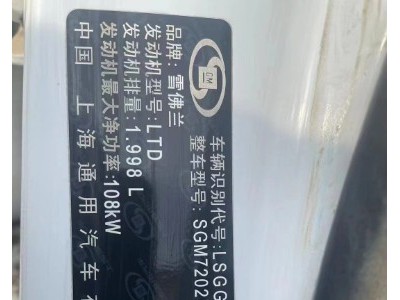 GM
品牌: 雪佛兰
车辆识别代号: LSGG
发动机型号: LTD
整车型号: SGM7202
发动机排量: 1.998 L
发动机最大净功率: 108kW
中国 上海通用汽车